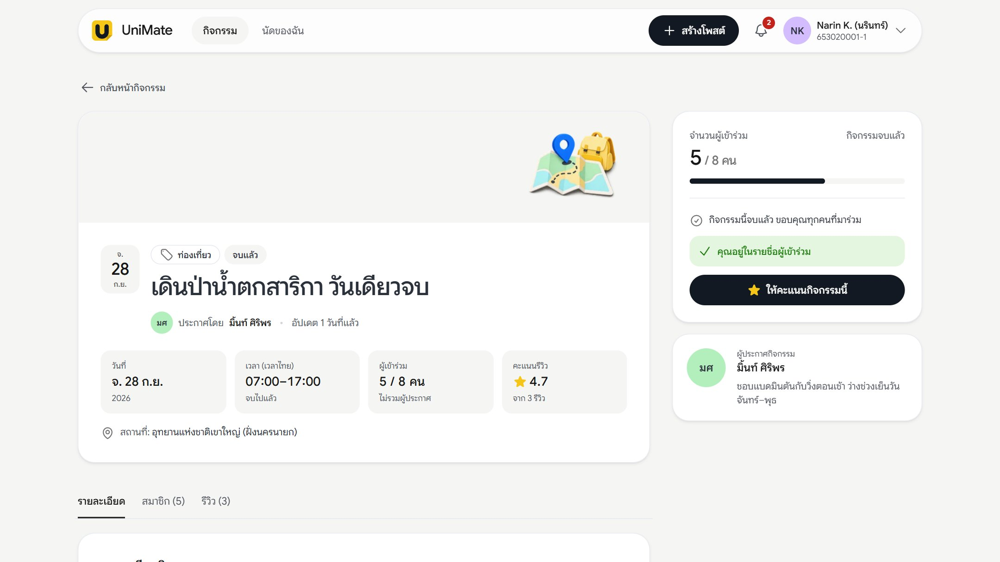 UniMate
กิจกรรม
นัดของฉัน
สร้างโพสต์
2
NK
Narin K. (นรินทร์)
653020001-1
กลับหน้ากิจกรรม
จ.
28
ก.ย.
ท่องเที่ยว
จบแล้ว
เดินป่าน้ำตกสาริกา วันเดียวจบ
มศ
ประกาศโดย มิ้นท์ ศิริพร • อัปเดต 1 วันที่แล้ว
วันที่
จ. 28 ก.ย.
2026
เวลา (เวลาไทย)
07:00–17:00
จบไปแล้ว
ผู้เข้าร่วม
5 / 8 คน
ไม่รวมผู้ประกาศ
คะแนนรีวิว
4.7
จาก 3 รีวิว
สถานที่: อุทยานแห่งชาติเขาใหญ่ (ฝั่งนครนายก)
จำนวนผู้เข้าร่วม
กิจกรรมจบแล้ว
5 / 8 คน
กิจกรรมนี้จบแล้ว ขอบคุณทุกคนที่มาร่วม
คุณอยู่ในรายชื่อผู้เข้าร่วม
ให้คะแนนกิจกรรมนี้
มศ
ผู้ประกาศกิจกรรม
มิ้นท์ ศิริพร
ชอบแบดมินตันกับวิ่งตอนเช้า ว่างช่วงเย็นวัน
จันทร์–พุธ
รายละเอียด
สมาชิก (5)
รีวิว (3)